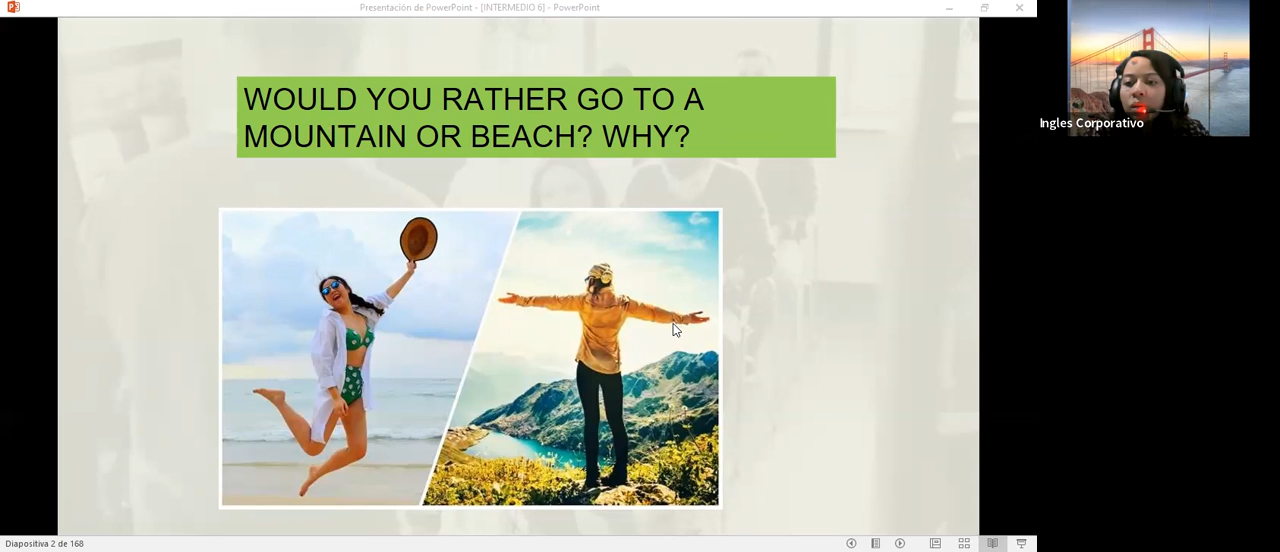 Presentación de PowerPoint - [INTERMEDIO 6] - PowerPoint
WOULD YOU RATHER GO TO A
MOUNTAIN OR BEACH? WHY?
Ingles Corporativo
Diapositiva 2 de 168